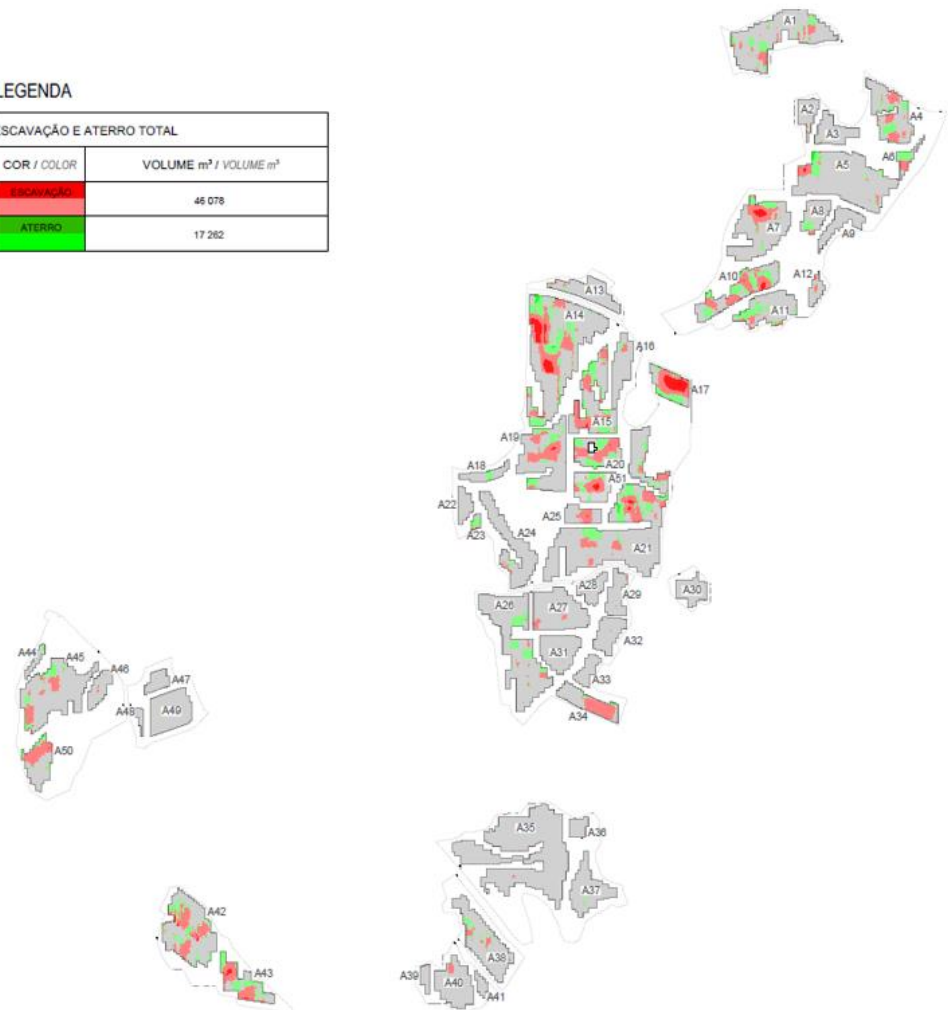 LEGENDA
ESCAVAÇÃO E ATERRO TOTAL
COR / COLOR VOLUME m³ / VOLUME m³
ESCAVAÇÃO 46 078
ATERRO 17 262
A1
A2
A3
A4
A5
A6
A7
A8
A9
A10
A11
A12
A13
A14
A15
A16
A17
A18
A19
A20
A51
A22
A23
A24
A25
A21
A26
A27
A28
A29
A30
A31
A32
A33
A34
A44
A45
A46
A47
A48
A49
A50
A35
A36
A37
A38
A39
A40
A41
A42
A43